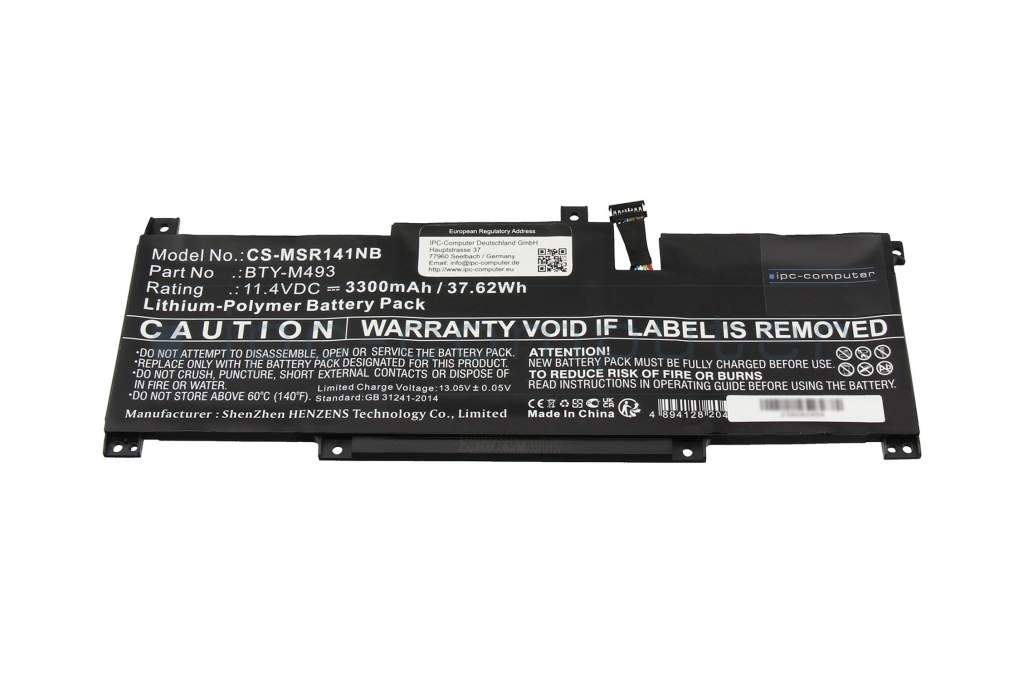 European Regulatory Address
IPC-Computer Deutschland GmbH
Hauptstrasse 37
77960 Seelbach / Germany
Email: info@ipc-computer.de
http://www.ipc-computer.eu
ipc-computer
Model No.: CS-MSR141NB
Part No .: BTY-M493
Rating .: 11.4VDC ⎓ 3300mAh / 37.62Wh
Lithium-Polymer Battery Pack
CAUTION WARRANTY VOID IF LABEL IS REMOVED
•DO NOT ATTEMPT TO DISASSEMBLE, OPEN OR SERVICE THE BATTERY PACK.
•REPLACE ONLY WITH THE BATTERY PACK DESIGNATED FOR THIS PRODUCT.
•DO NOT CRUSH, PUNCTURE, SHORT EXTERNAL CONTACTS OR DISPOSE OF
IN FIRE OR WATER.
•DO NOT STORE ABOVE 60°C (140°F).
Limited Charge Voltage: 13.05V ± 0.05V
Standard: GB 31241-2014
Manufacturer : ShenZhen HENZENS Technology Co., Limited
ATTENTION!
NEW BATTERY PACK MUST BE FULLY CHARGED BEFORE USE.
TO REDUCE RISK OF FIRE OR BURNS
READ INSTRUCTIONS IN OPERATING GUIDE BEFORE USING THE BATTERY.
Made In China
4 894128 204